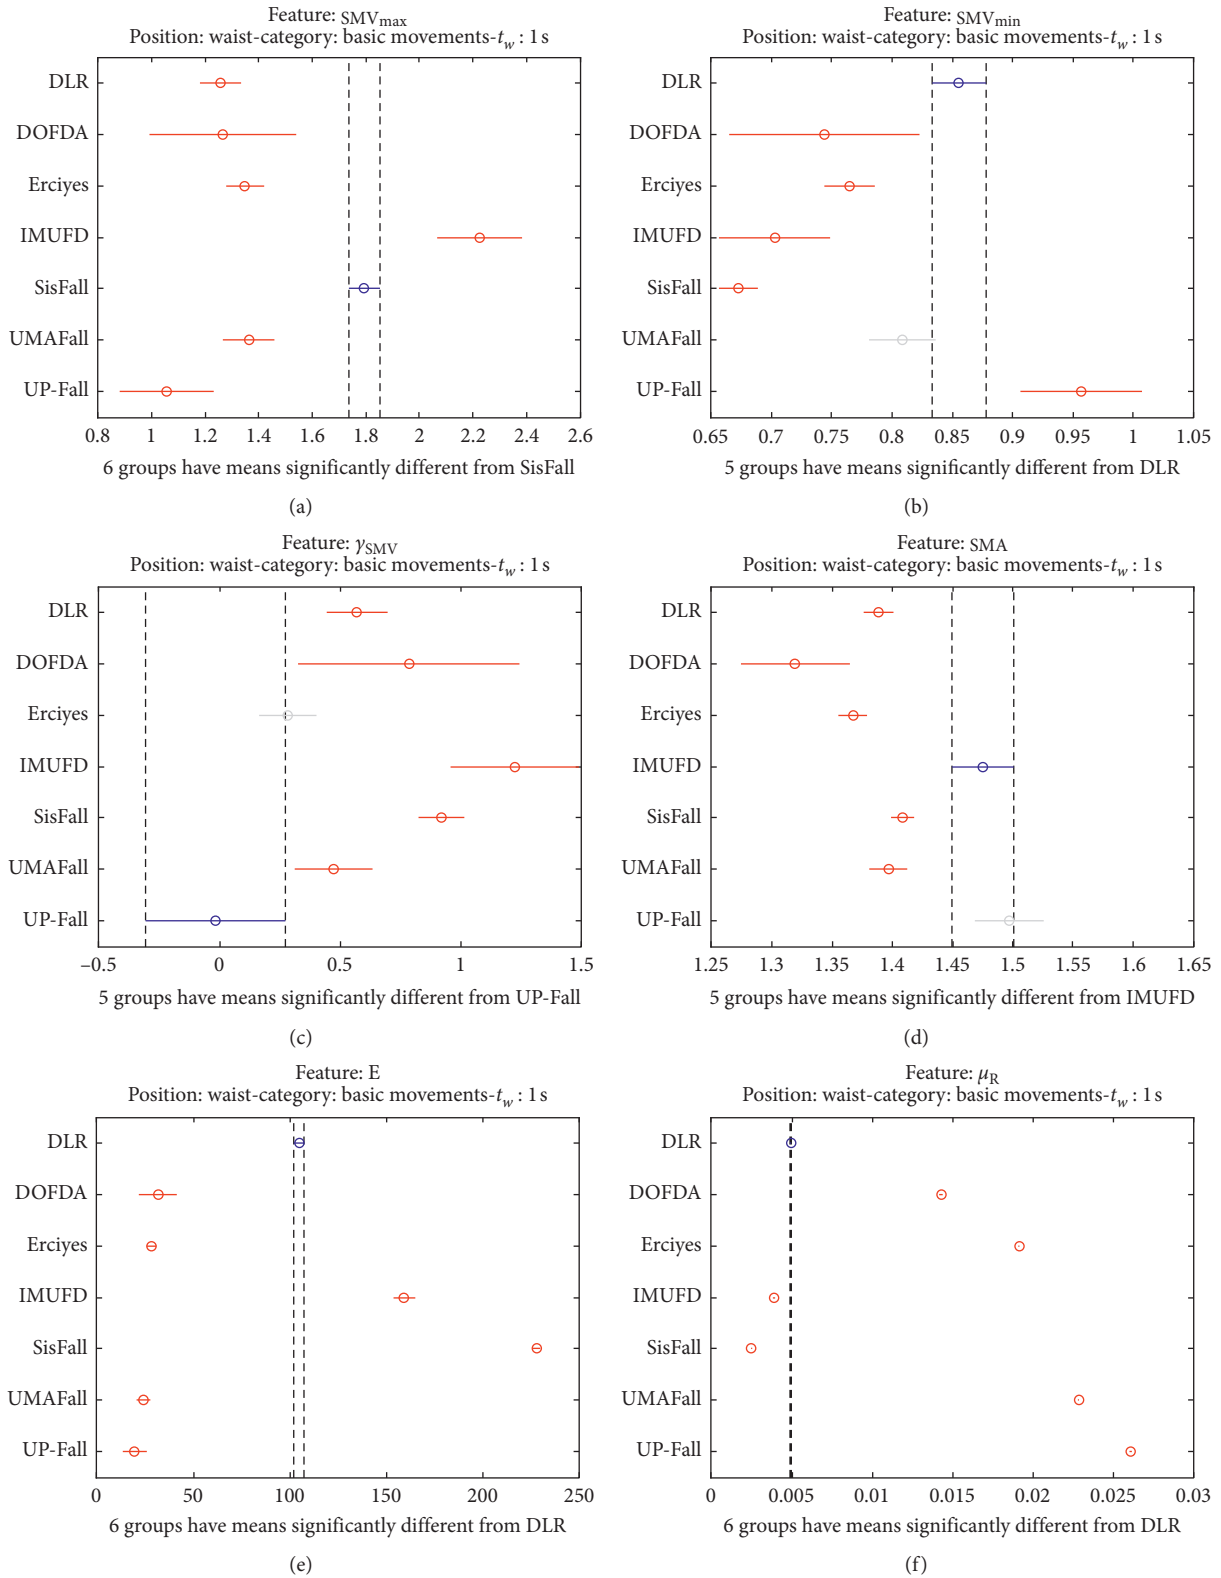 Feature: SMVmax
Position: waist-category: basic movements-tw : 1 s
DLR
DOFDA
Erciyes
IMUFD
SisFall
UMAFall
UP-Fall
0.8 1 1.2 1.4 1.6 1.8 2 2.2 2.4 2.6
6 groups have means significantly different from SisFall
(a)
Feature: SMVmin
Position: waist-category: basic movements-tw : 1 s
DLR
DOFDA
Erciyes
IMUFD
SisFall
UMAFall
UP-Fall
0.65 0.7 0.75 0.8 0.85 0.9 0.95 1 1.05
5 groups have means significantly different from DLR
(b)
Feature: γSMV
Position: waist-category: basic movements-tw : 1 s
DLR
DOFDA
Erciyes
IMUFD
SisFall
UMAFall
UP-Fall
−0.5 0 0.5 1 1.5
5 groups have means significantly different from UP-Fall
(c)
Feature: SMA
Position: waist-category: basic movements-tw : 1 s
DLR
DOFDA
Erciyes
IMUFD
SisFall
UMAFall
UP-Fall
1.25 1.3 1.35 1.4 1.45 1.5 1.55 1.6 1.65
5 groups have means significantly different from IMUFD
(d)
Feature: E
Position: waist-category: basic movements-tw : 1 s
DLR
DOFDA
Erciyes
IMUFD
SisFall
UMAFall
UP-Fall
0 50 100 150 200 250
6 groups have means significantly different from DLR
(e)
Feature: μR
Position: waist-category: basic movements-tw : 1 s
DLR
DOFDA
Erciyes
IMUFD
SisFall
UMAFall
UP-Fall
0 0.005 0.01 0.015 0.02 0.025 0.03
6 groups have means significantly different from DLR
(f)